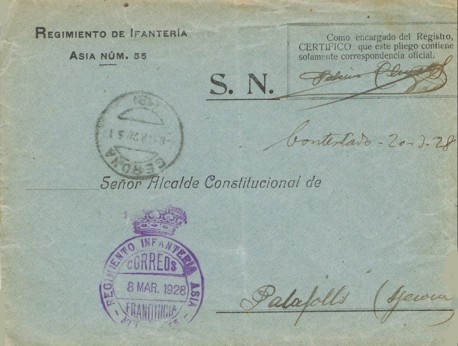 REGIMIENTO DE IFANTERÍA
ASIA NÚM. 55
Como encargado del Registro,
CERTIFICO: que este pliego contiene
solamente correspondencia oficial.
S. N.
Contestado - 20-3-28
GERONA
Señor Alcalde Constitucional de
REGIMIENTO INFANTERIA ASIA
CORREOS
8 MAR. 1928
FRANQUICIA
Palafolls (Gerona